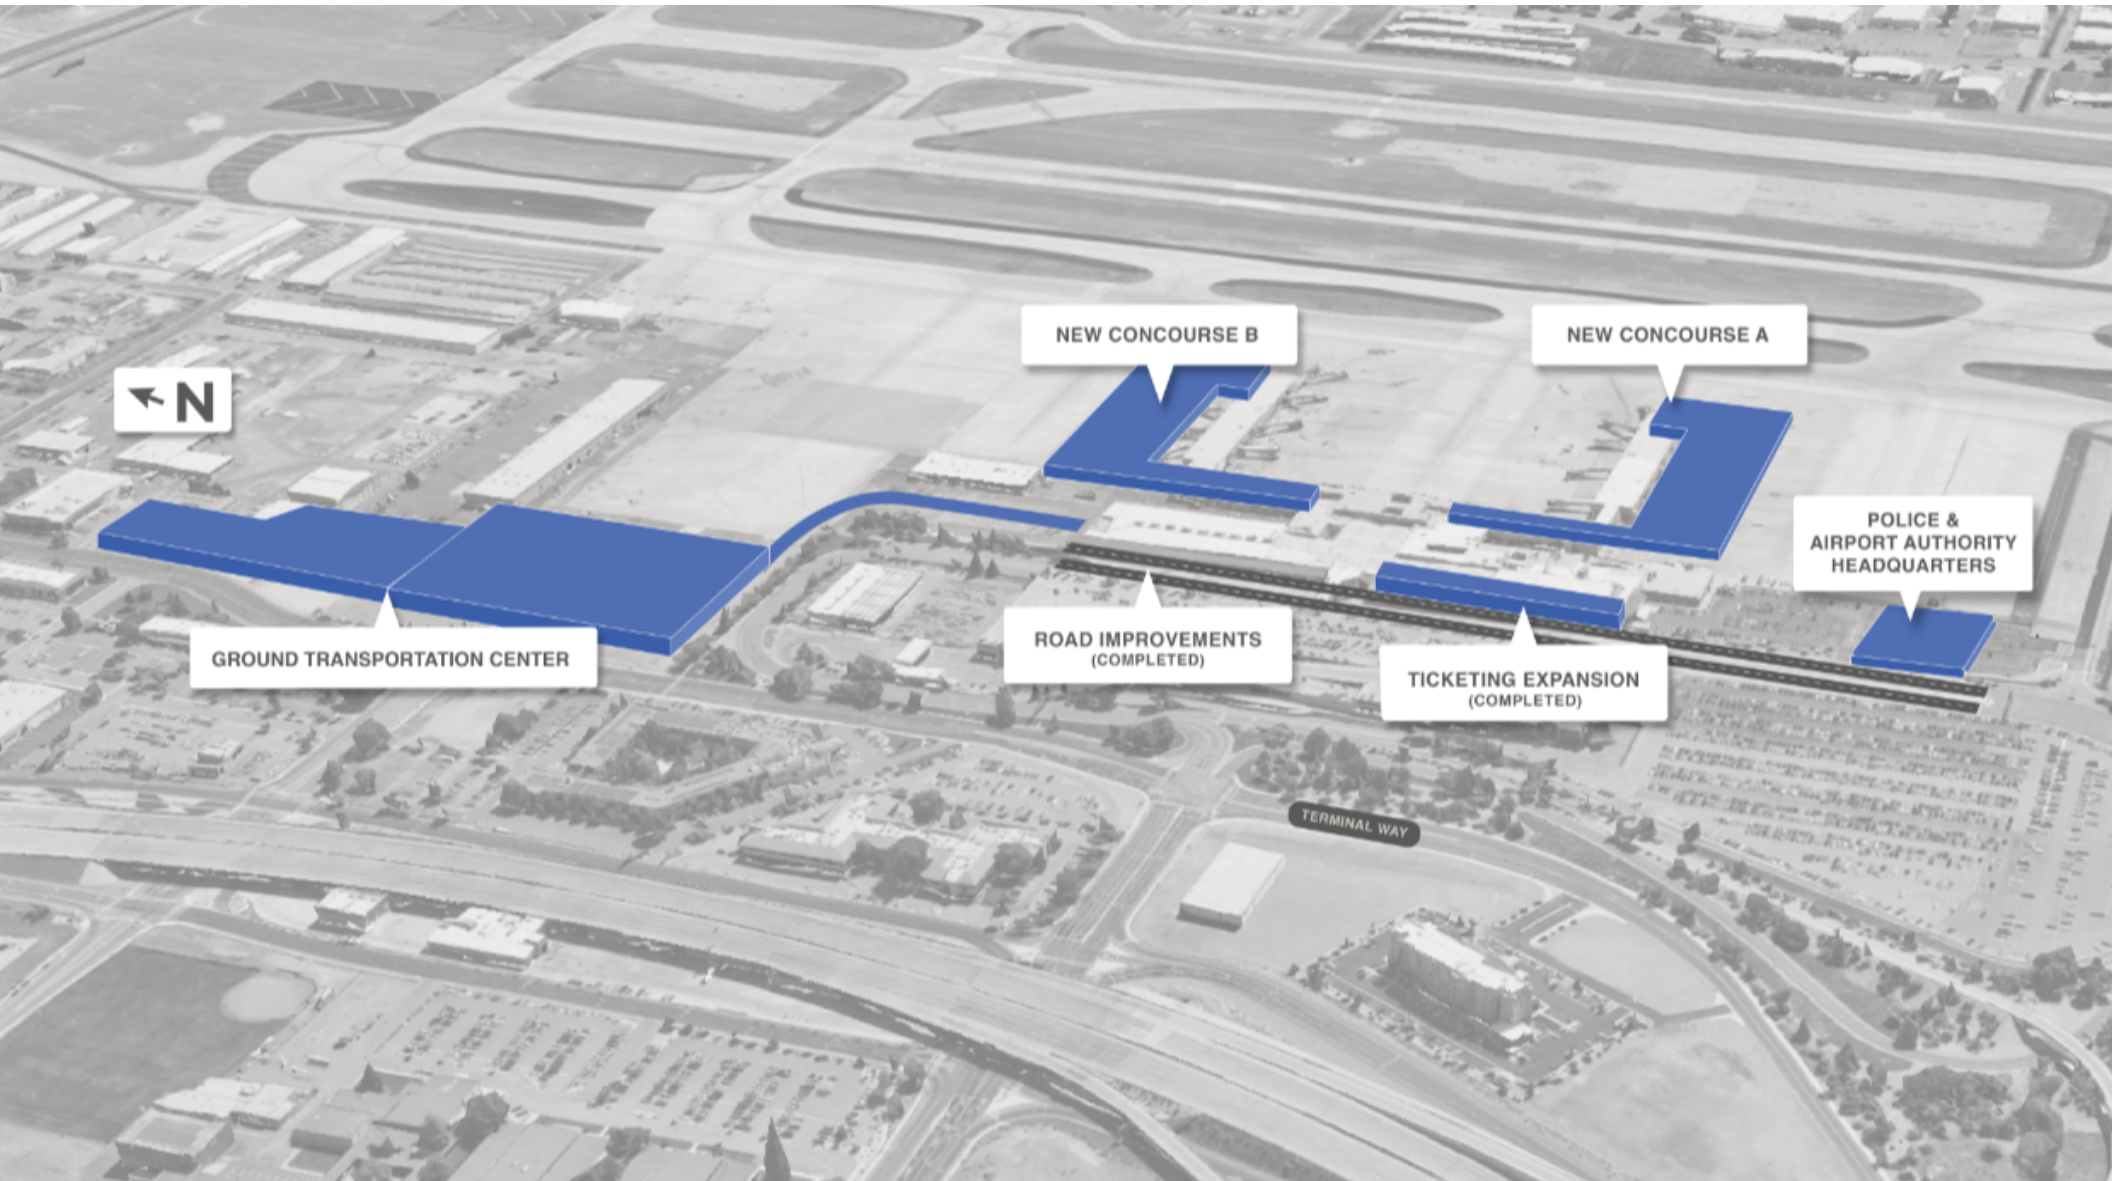 NEW CONCOURSE B
NEW CONCOURSE A
N
POLICE &
AIRPORT AUTHORITY
HEADQUARTERS
GROUND TRANSPORTATION CENTER
ROAD IMPROVEMENTS
(COMPLETED)
TICKETING EXPANSION
(COMPLETED)
TERMINAL WAY